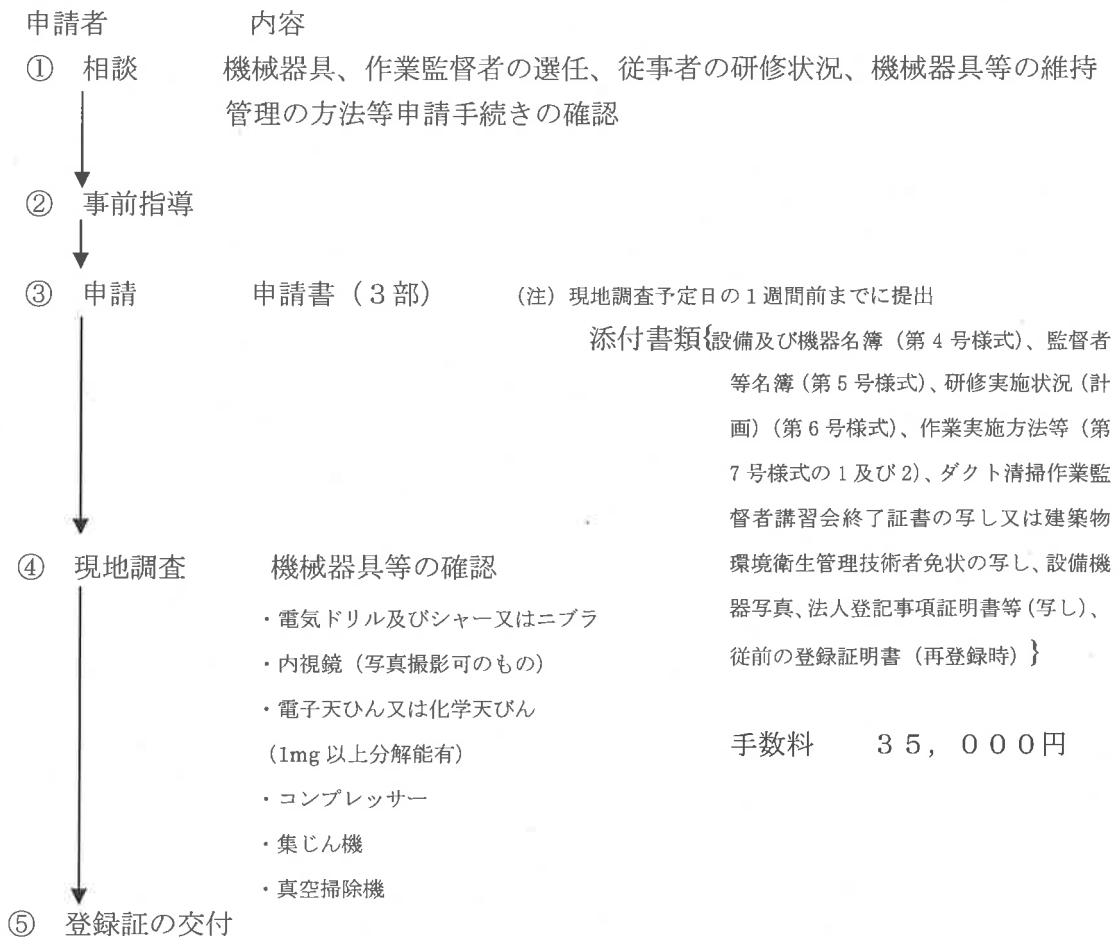 申請者　　　　　内容
①　相談　　　機械器具、作業監督者の選任、従事者の研修状況、機械器具等の維持
管理の方法等申請手続きの確認
②　事前指導
③　申請　　　　申請書（３部）　　（注）現地調査予定日の１週間前までに提出
添付書類{設備及び機器名簿（第４号様式）、監督者
等名簿（第５号様式）、研修実施状況（計
画）（第６号様式）、作業実施方法等（第
7 号様式の 1 及び 2）、ダクト清掃作業監
督者講習会終了証書の写し又は建築物
環境衛生管理技術者免状の写し、設備機
器写真、法人登記事項証明書等（写し）、
従前の登録証明書（再登録時）}
手数料　　３５，０００円
④　現地調査　　　機械器具等の確認
・電気ドリル及びシャー又はニブラ
・内視鏡（写真撮影可のもの）
・電子天ひん又は化学天びん
（1mg 以上分解能有）
・コンプレッサー
・集じん機
・真空掃除機
⑤　登録証の交付